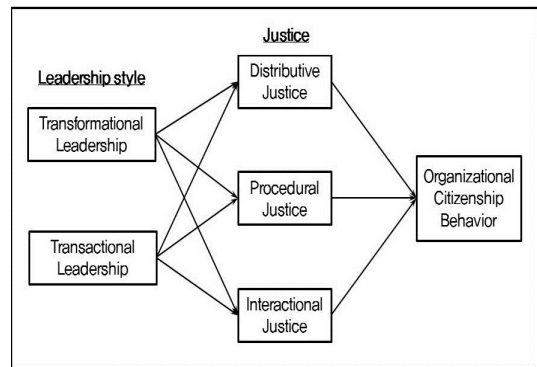 Justice
Leadership style
Distributive
Justice
Transformational
Leadership
Procedural
Justice
Organizational
Citizenship
Behavior
Transactional
Leadership
Interactional
Justice